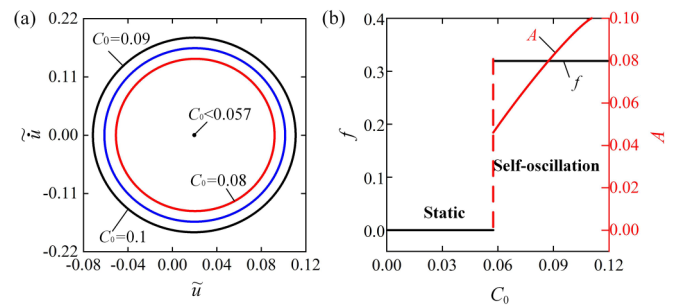 (a)
0.22
0.11
0.00
-0.11
-0.22
u̇̃
C₀=0.09
C₀<0.057
C₀=0.08
C₀=0.1
-0.08 -0.04 0.00 0.04 0.08 0.12
ũ
(b)
0.4
0.3
0.2
0.1
0.0
f
A
f
Self-oscillation
Static
0.10
0.08
0.06
0.04
0.02
0.00
A
0.00 0.03 0.06 0.09 0.12
C₀